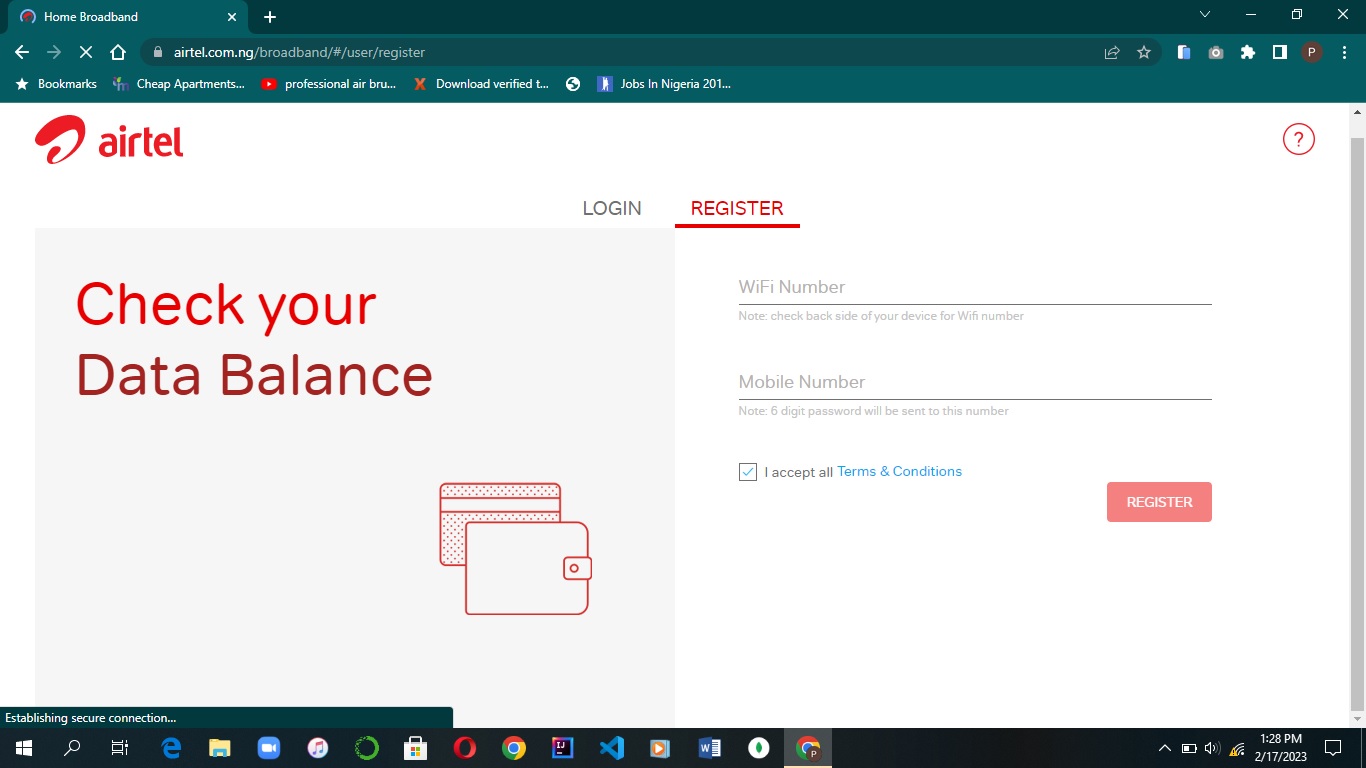 Home Broadband
airtel.com.ng/broadband/#/user/register
P
Bookmarks
Cheap Apartments...
professional air bru...
Download verified t...
Jobs In Nigeria 201...
airtel
?
LOGIN
REGISTER
Check your
Data Balance
WiFi Number
Note: check back side of your device for Wifi number
Mobile Number
Note: 6 digit password will be sent to this number
I accept all Terms & Conditions
REGISTER
Establishing secure connection...
1:28 PM
2/17/2023